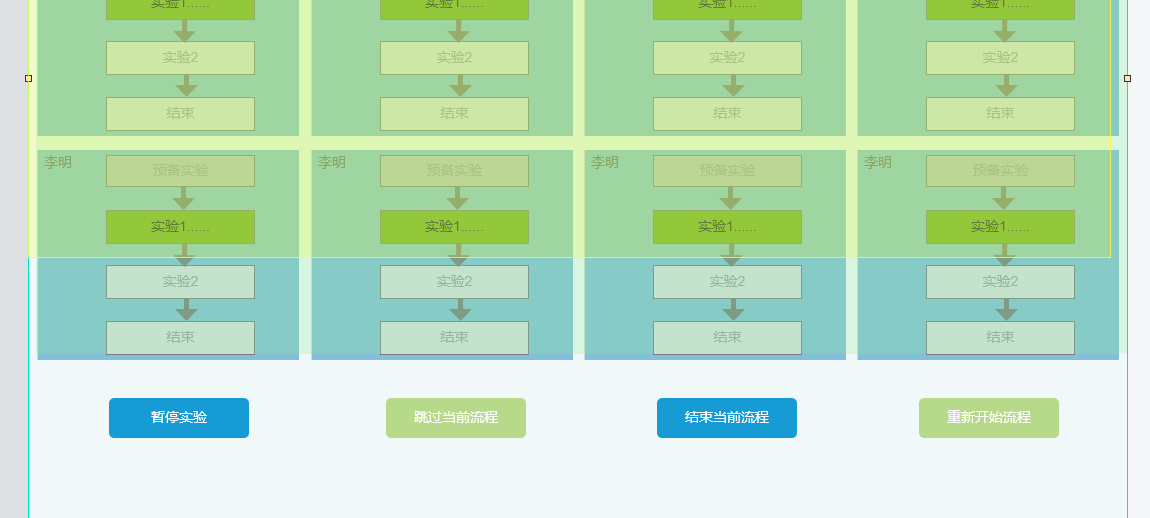 实验1...... 实验1...... 实验1...... 实验1......
实验2 实验2 实验2 实验2
结束 结束 结束 结束
李明 预备实验 李明 预备实验 李明 预备实验 李明 预备实验
实验1...... 实验1...... 实验1...... 实验1......
实验2 实验2 实验2 实验2
结束 结束 结束 结束
暂停实验 跳过当前流程 结束当前流程 重新开始流程